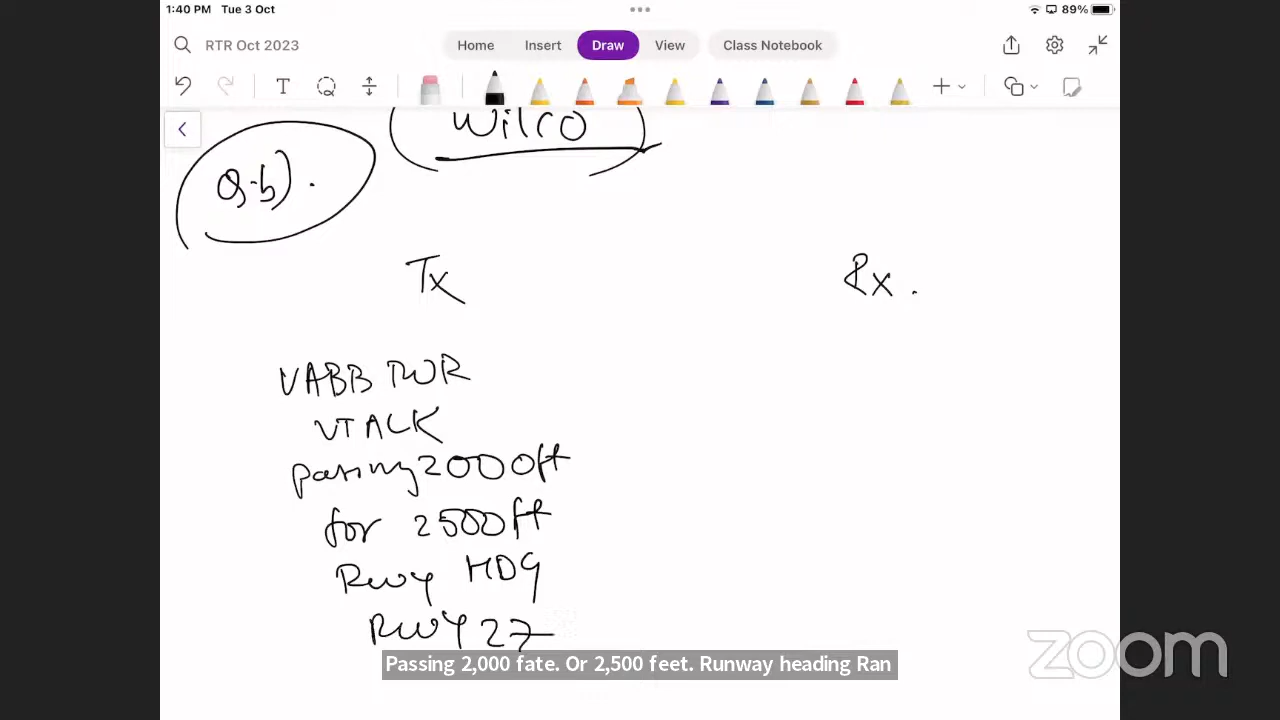 1:40 PM Tue 3 Oct
89%
RTR Oct 2023
Home Insert Draw View Class Notebook
T
Wilco
Q.b).
Tx Rx.
VABB TWR
VTALK
passing 2000ft
for 2500ft
Rwy HDG
RWY 27
Passing 2,000 fate. Or 2,500 feet. Runway heading Ran
zoom